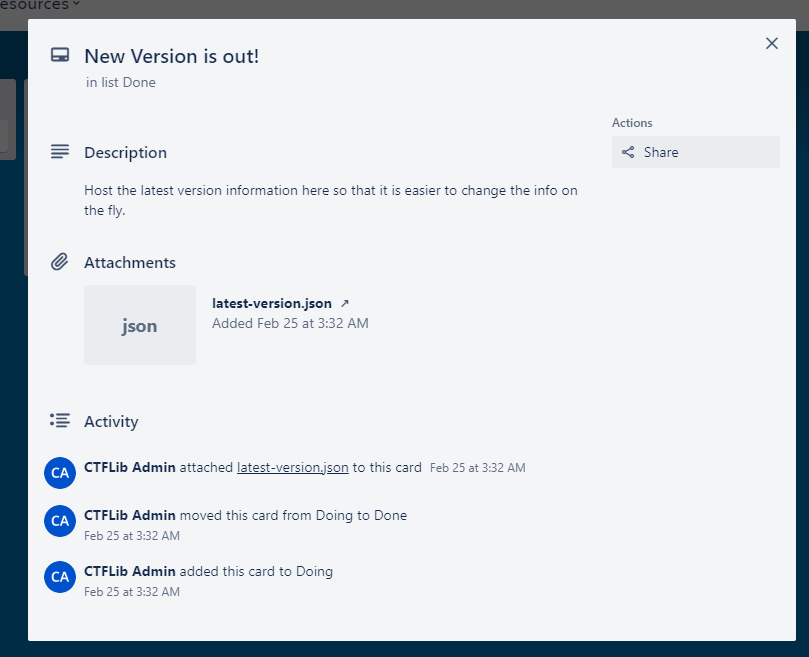 esources
New Version is out!
in list Done
Actions
Share
Description
Host the latest version information here so that it is easier to change the info on
the fly.
Attachments
json
latest-version.json ↗
Added Feb 25 at 3:32 AM
Activity
CA CTFLib Admin attached latest-version.json to this card Feb 25 at 3:32 AM
CA CTFLib Admin moved this card from Doing to Done
Feb 25 at 3:32 AM
CA CTFLib Admin added this card to Doing
Feb 25 at 3:32 AM